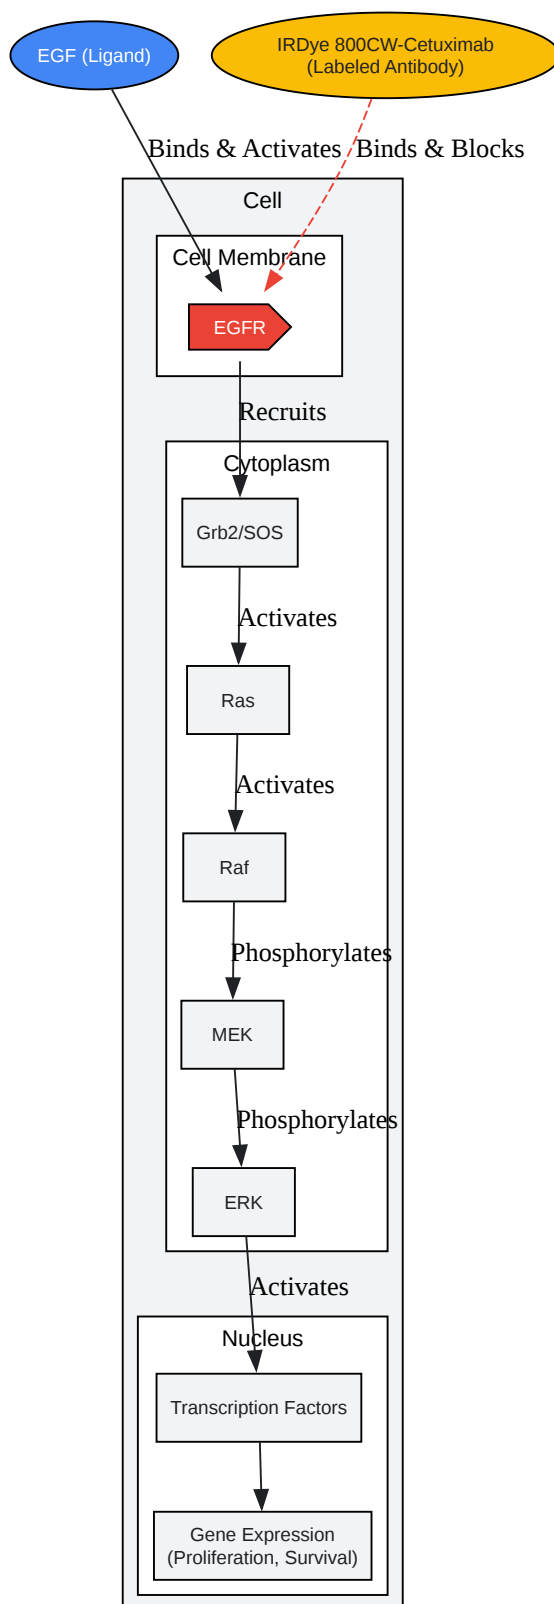 EGF (Ligand)
IRDye 800CW-Cetuximab
(Labeled Antibody)
Binds & Activates
Binds & Blocks
Cell
Cell Membrane
EGFR
Recruits
Cytoplasm
Grb2/SOS
Activates
Ras
Activates
Raf
Phosphorylates
MEK
Phosphorylates
ERK
Activates
Nucleus
Transcription Factors
Gene Expression
(Proliferation, Survival)